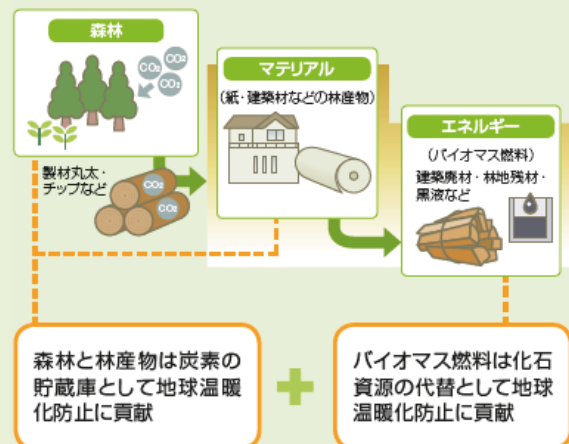 森林
CO₂
CO₂
CO₂
マテリアル
(紙・建築材などの林産物)
エネルギー
(バイオマス燃料)
建築廃材・林地残材・
黒液など
製材丸太・
チップなど
CO₂
CO₂
森林と林産物は炭素の
貯蔵庫として地球温暖
化防止に貢献
+
バイオマス燃料は化石
資源の代替として地球
温暖化防止に貢献